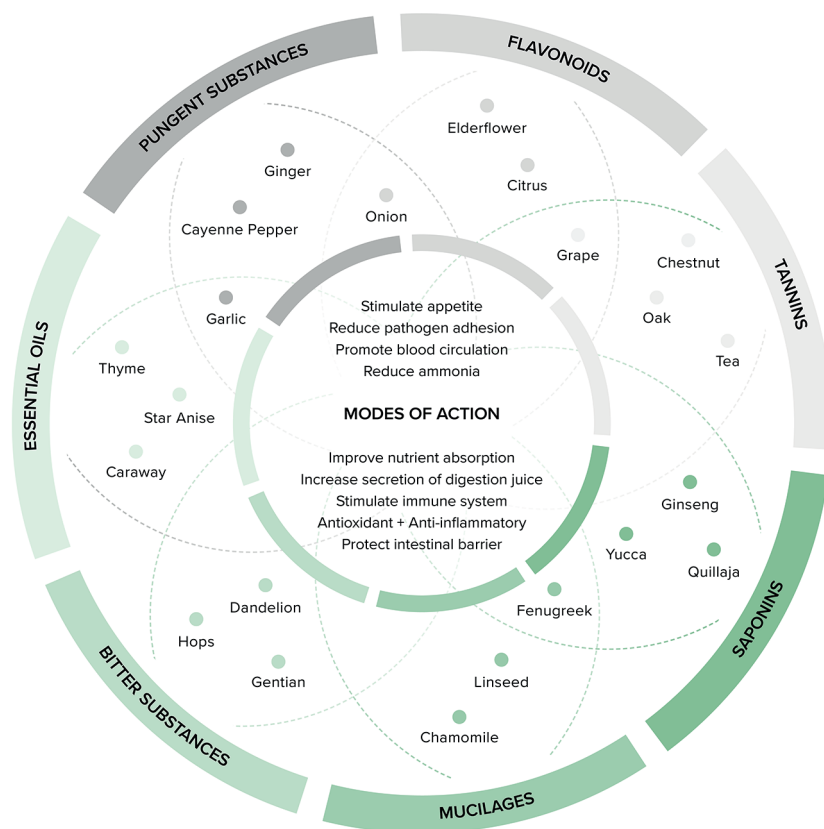 PUNGENT SUBSTANCES
FLAVONOIDS
TANNINS
SAPONINS
MUCILAGES
BITTER SUBSTANCES
ESSENTIAL OILS
Elderflower
Citrus
Ginger
Onion
Cayenne Pepper
Garlic
Grape
Chestnut
Oak
Tea
Thyme
Star Anise
Caraway
Stimulate appetite
Reduce pathogen adhesion
Promote blood circulation
Reduce ammonia
MODES OF ACTION
Improve nutrient absorption
Increase secretion of digestion juice
Stimulate immune system
Antioxidant + Anti-inflammatory
Protect intestinal barrier
Ginseng
Yucca
Quillaja
Dandelion
Hops
Gentian
Fenugreek
Linseed
Chamomile